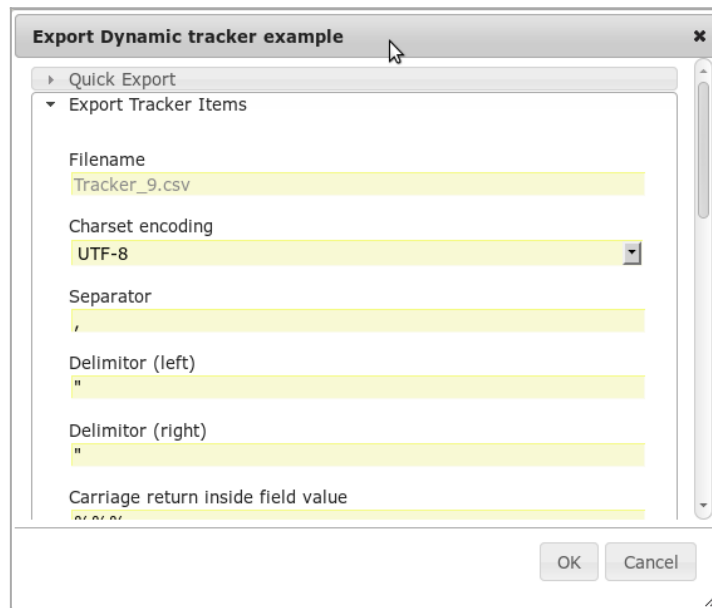 Export Dynamic tracker example
Quick Export
Export Tracker Items
Filename
Tracker_9.csv
Charset encoding
UTF-8
Separator
,
Delimitor (left)
"
Delimitor (right)
"
Carriage return inside field value
%%%
OK Cancel